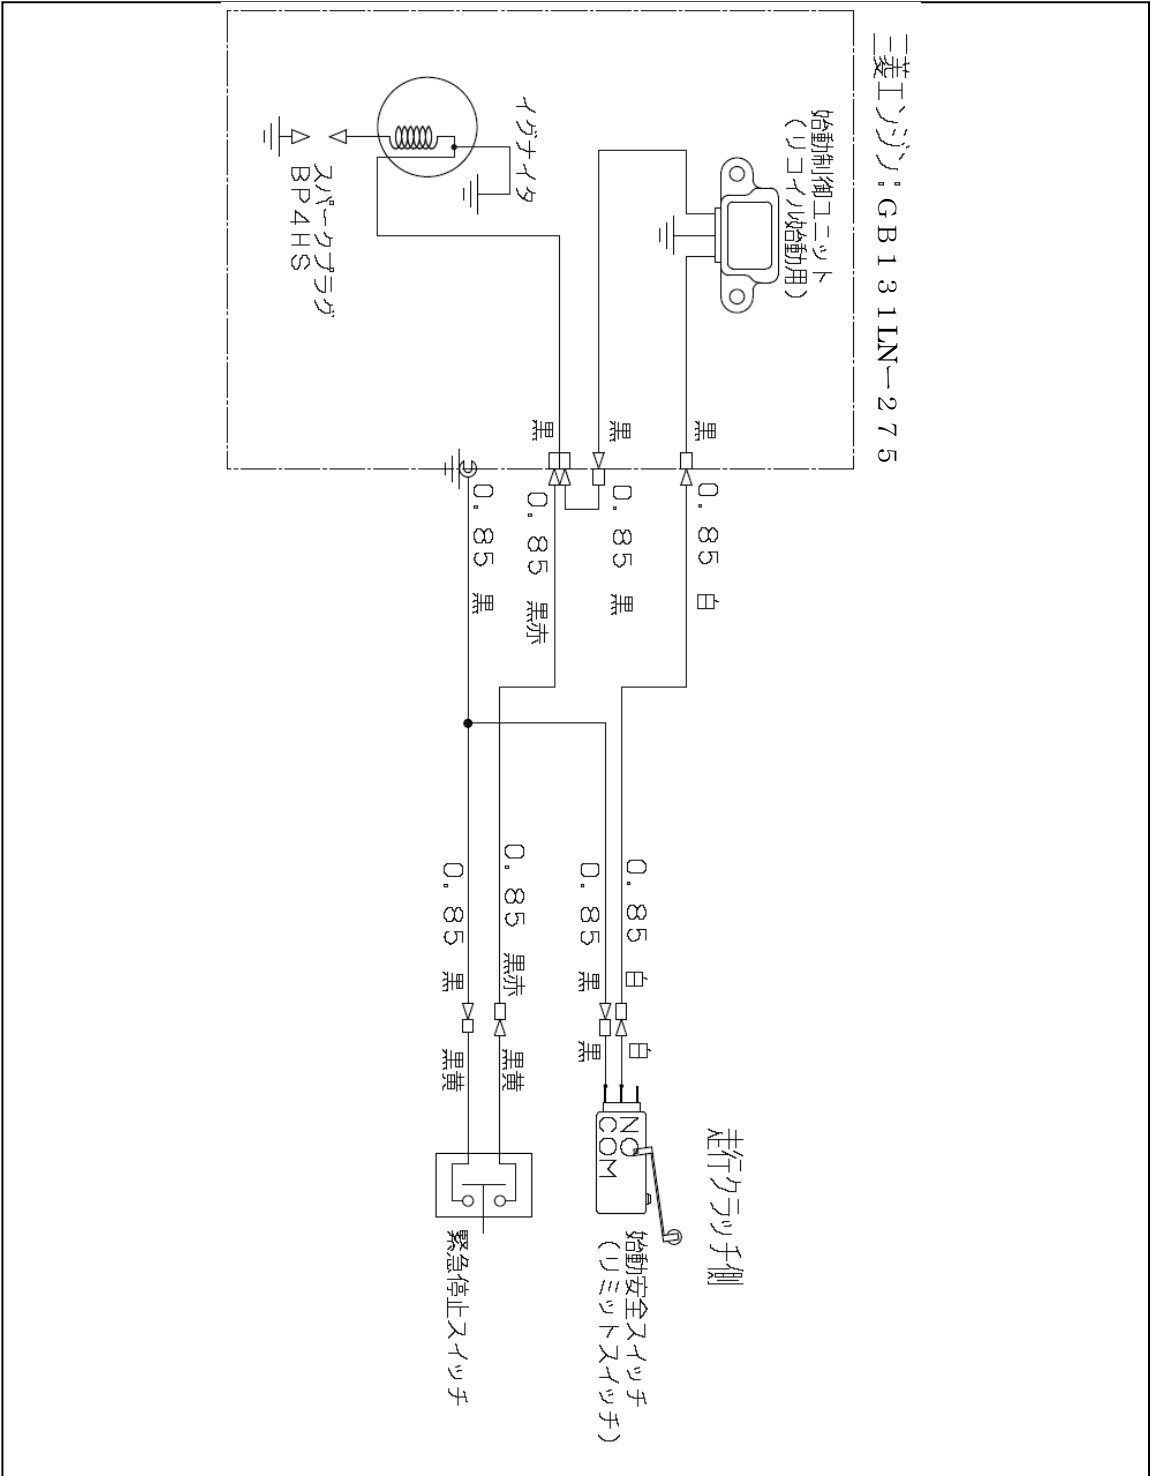 三菱エンジン：GB131LN－275
始動制御ユニット
（リコイル始動用）
イグナイタ
スパークプラグ
BP4HS
黒
黒
黒
0.85 白
0.85 黒
0.85 黒赤
0.85 黒
0.85 白
0.85 黒
0.85 黒赤
0.85 黒
白
黒
黒黄
黒黄
走行クラッチ側
NO
COM
始動安全スイッチ
（リミットスイッチ）
緊急停止スイッチ